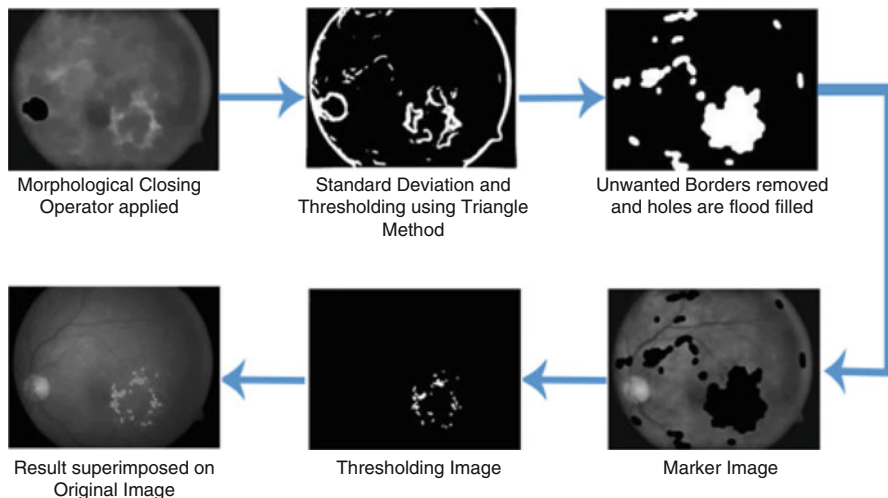 Morphological Closing
Operator applied
Standard Deviation and
Thresholding using Triangle
Method
Unwanted Borders removed
and holes are flood filled
Result superimposed on
Original Image
Thresholding Image
Marker Image